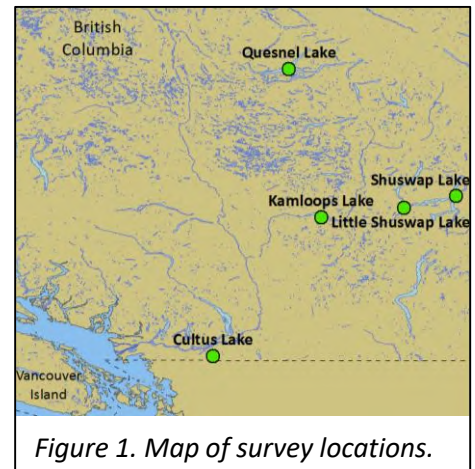 British
Columbia
Quesnel Lake
Shuswap Lake
Kamloops Lake
Little Shuswap Lake
Cultus Lake
Vancouver
Island
Figure 1. Map of survey locations.